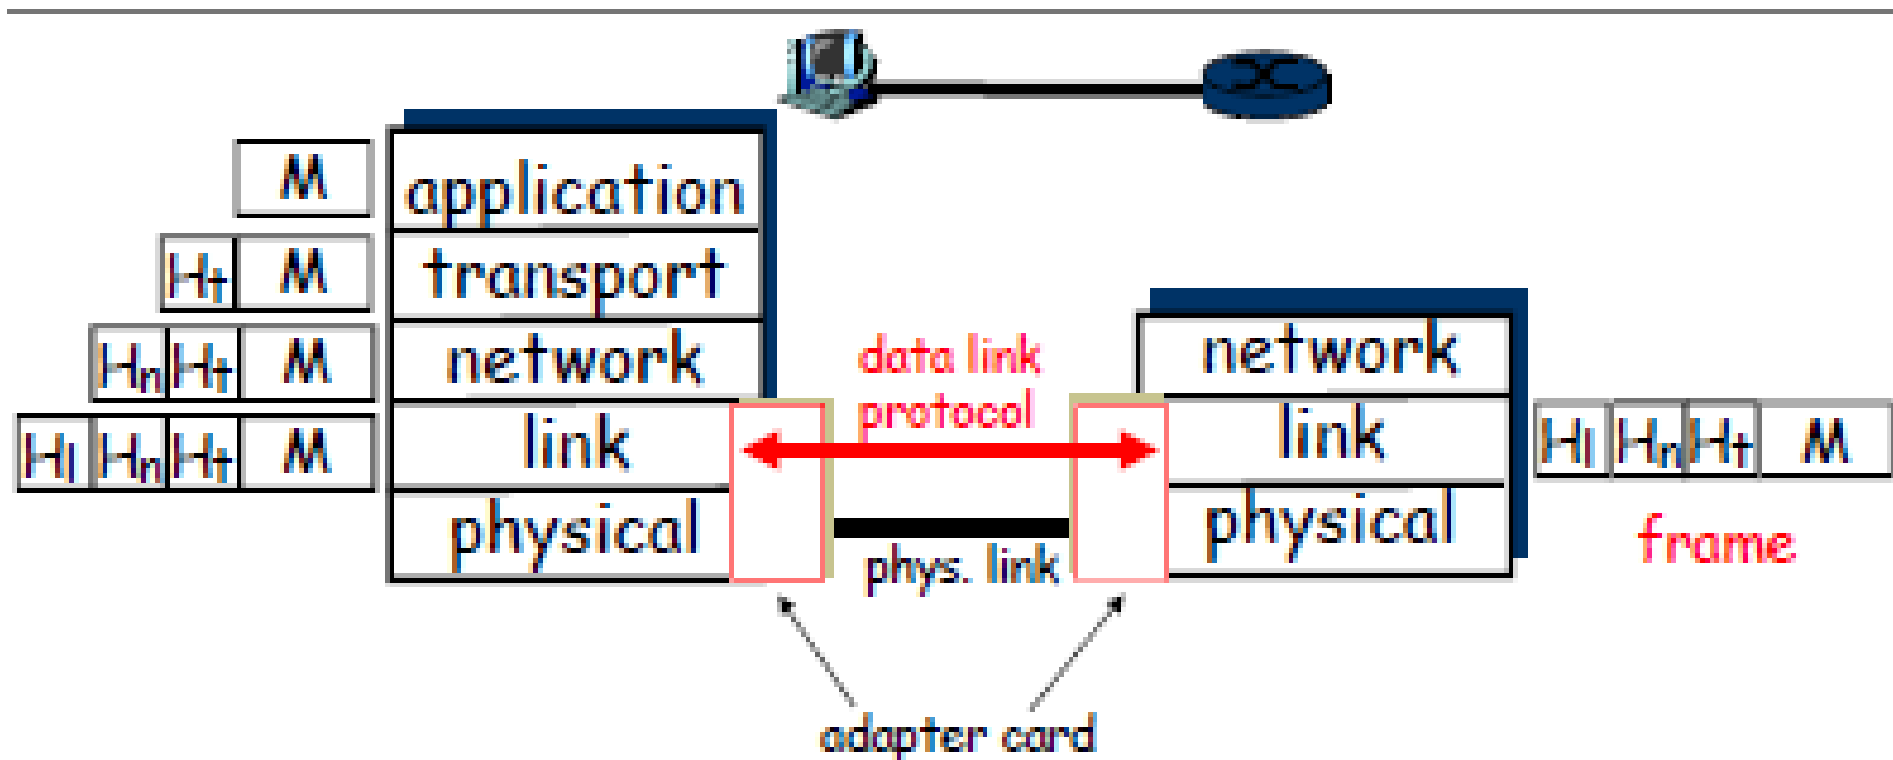 M
application
Ht M
transport
Hn Ht M
network
Hl Hn Ht M
link
physical
data link
protocol
phys. link
network
link
physical
Hl Hn Ht M
frame
adapter card